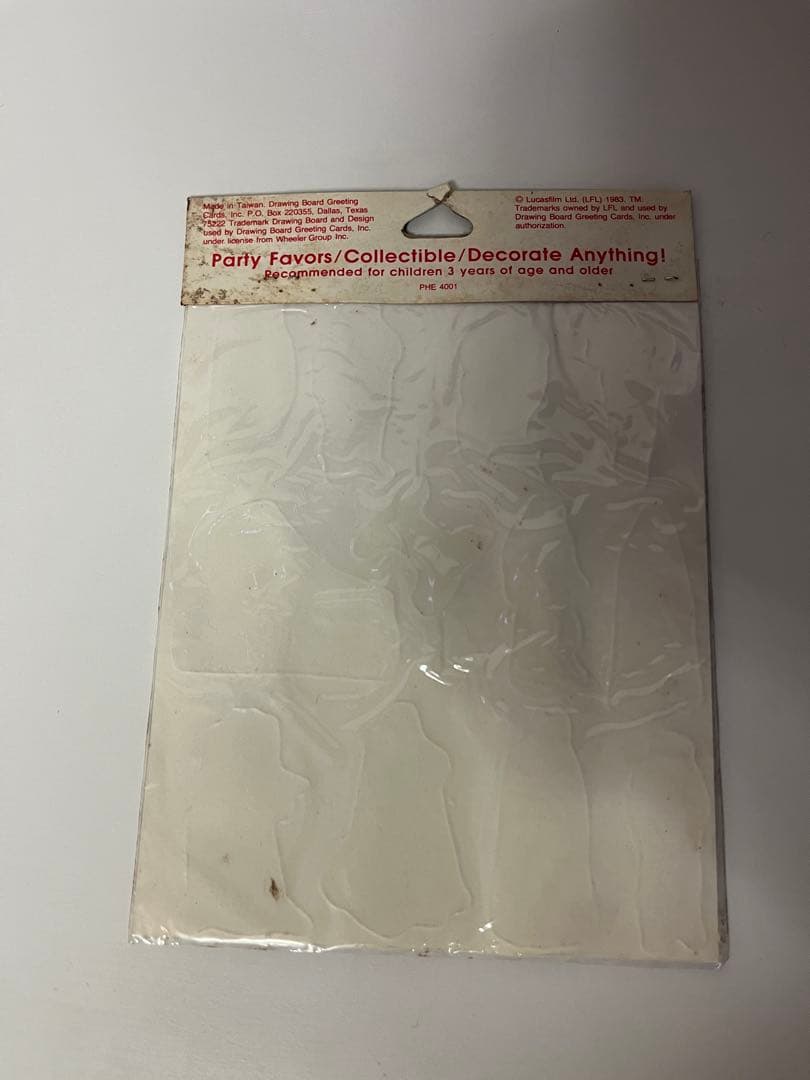 Made in Taiwan. Drawing Board Greeting
Cards, Inc. P.O. Box 220355, Dallas, Texas
75222 Trademark Drawing Board and Design
used by Drawing Board Greeting Cards, Inc.
under license from Wheeler Group Inc.
© Lucasfilm Ltd. (LFL) 1983, TM.
Trademarks owned by LFL and used by
Drawing Board Greeting Cards, Inc. under
authorization.
Party Favors/Collectible/Decorate Anything!
Recommended for children 3 years of age and older
PHE 4001